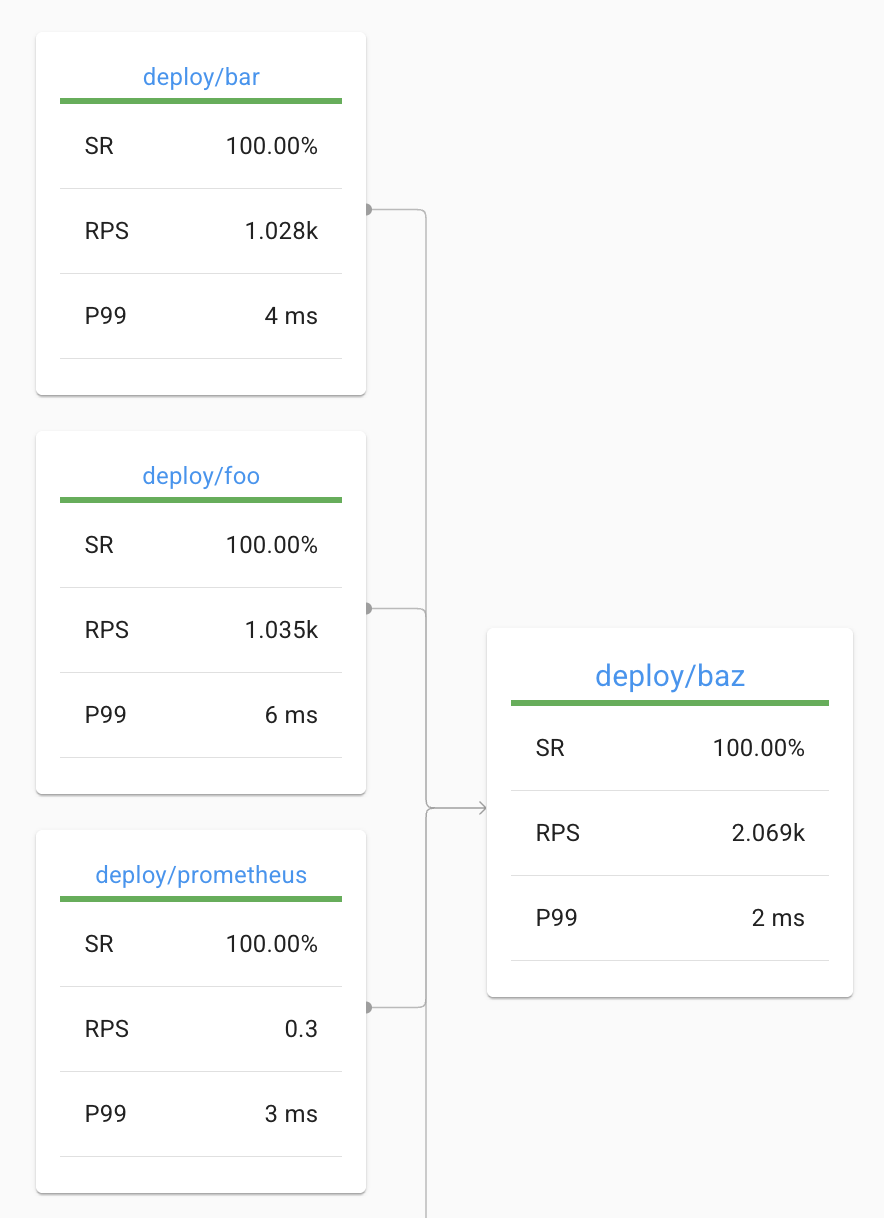 deploy/bar
SR 100.00%
RPS 1.028k
P99 4 ms
deploy/foo
SR 100.00%
RPS 1.035k
P99 6 ms
deploy/prometheus
SR 100.00%
RPS 0.3
P99 3 ms
deploy/baz
SR 100.00%
RPS 2.069k
P99 2 ms